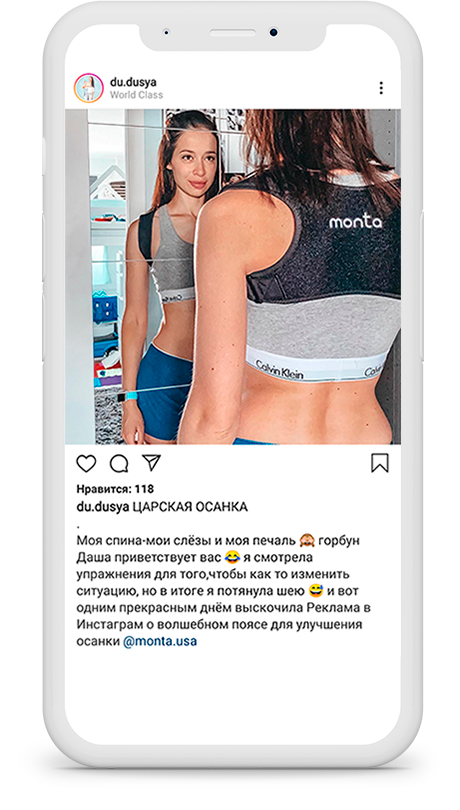 du.dusya
World Class
monta
Calvin Klein
Нравится: 118
du.dusya ЦАРСКАЯ ОСАНКА
.
Моя спина-мои слёзы и моя печаль 🙈 горбун
Даша приветствует вас 😂 я смотрела
упражнения для того,чтобы как то изменить
ситуацию, но в итоге я потянула шею 😅 и вот
одним прекрасным днём выскочила Реклама в
Инстаграм о волшебном поясе для улучшения
осанки @monta.usa